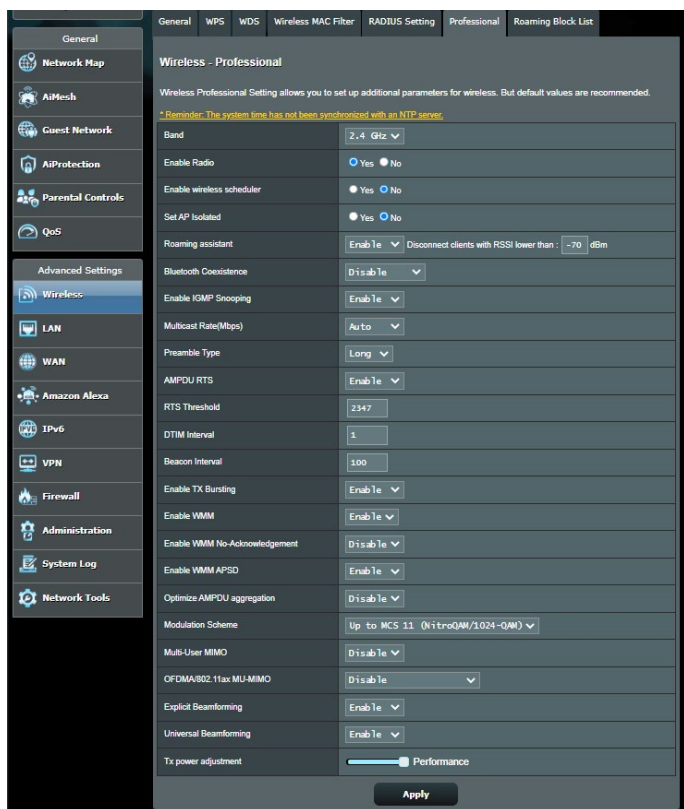 General WPS WDS Wireless MAC Filter RADIUS Setting Professional Roaming Block List
General
Network Map
AiMesh
Guest Network
AiProtection
Parental Controls
QoS
Advanced Settings
Wireless
LAN
WAN
Amazon Alexa
IPv6
VPN
Firewall
Administration
System Log
Network Tools
Wireless - Professional
Wireless Professional Setting allows you to set up additional parameters for wireless. But default values are recommended.
* Reminder: The system time has not been synchronized with an NTP server.
Band 2.4 GHz
Enable Radio Yes No
Enable wireless scheduler Yes No
Set AP Isolated Yes No
Roaming assistant Enable Disconnect clients with RSSI lower than : -70 dBm
Bluetooth Coexistence Disable
Enable IGMP Snooping Enable
Multicast Rate(Mbps) Auto
Preamble Type Long
AMPDU RTS Enable
RTS Threshold 2347
DTIM Interval 1
Beacon Interval 100
Enable TX Bursting Enable
Enable WMM Enable
Enable WMM No-Acknowledgement Disable
Enable WMM APSD Enable
Optimize AMPDU aggregation Disable
Modulation Scheme Up to MCS 11 (NitroQAM/1024-QAM)
Multi-User MIMO Disable
OFDMA/802.11ax MU-MIMO Disable
Explicit Beamforming Enable
Universal Beamforming Enable
Tx power adjustment Performance
Apply